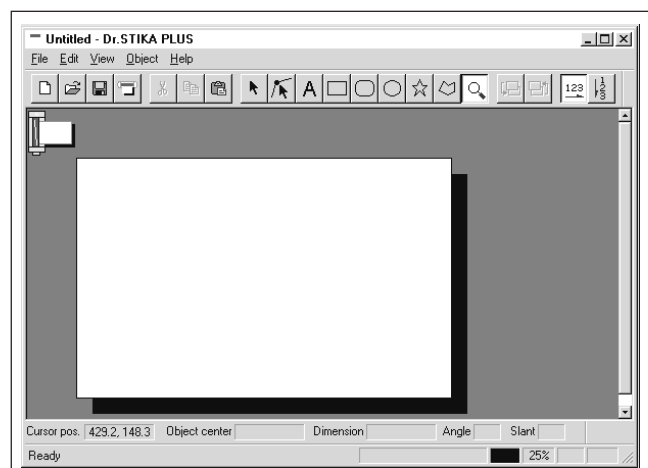 Untitled - Dr.STIKA PLUS
File Edit View Object Help
A 123 123
Cursor pos. 429.2, 148.3 Object center Dimension Angle Slant
Ready 25%